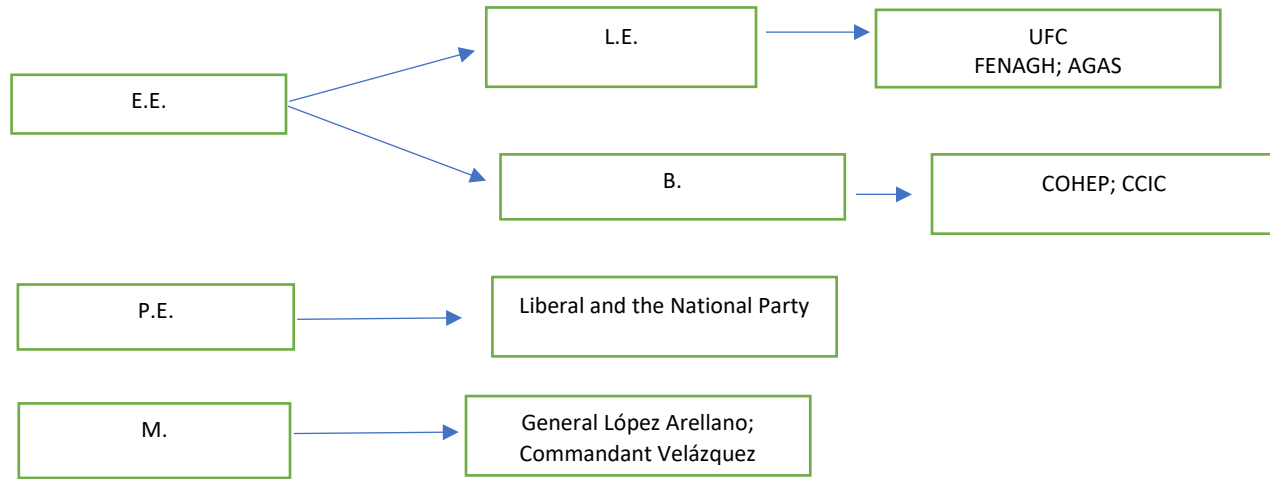 L.E.
UFC
FENAGH; AGAS
E.E.
B.
COHEP; CCIC
P.E.
Liberal and the National Party
M.
General López Arellano;
Commandant Velázquez